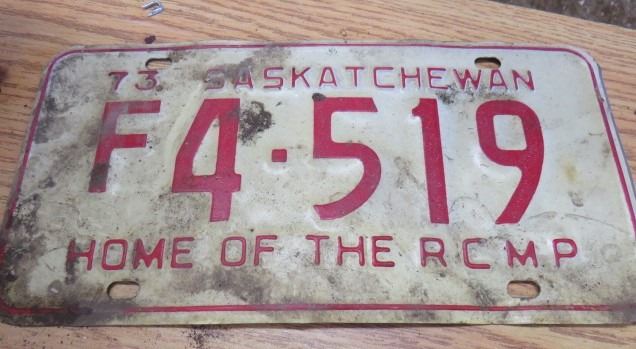 73 SASKATCHEWAN
F4·519
HOME OF THE RCMP